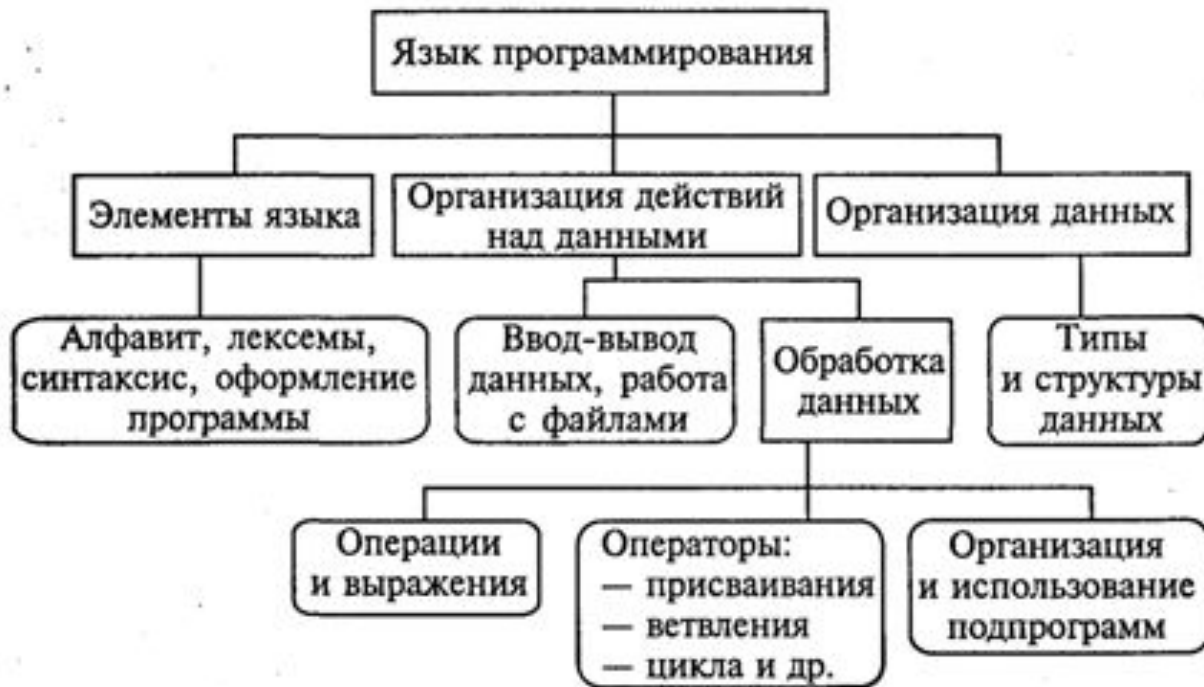 Язык программирования
Элементы языка
Организация действий
над данными
Организация данных
Алфавит, лексемы,
синтаксис, оформление
программы
Ввод-вывод
данных, работа
с файлами
Обработка
данных
Типы
и структуры
данных
Операции
и выражения
Операторы:
— присваивания
— ветвления
— цикла и др.
Организация
и использование
подпрограмм